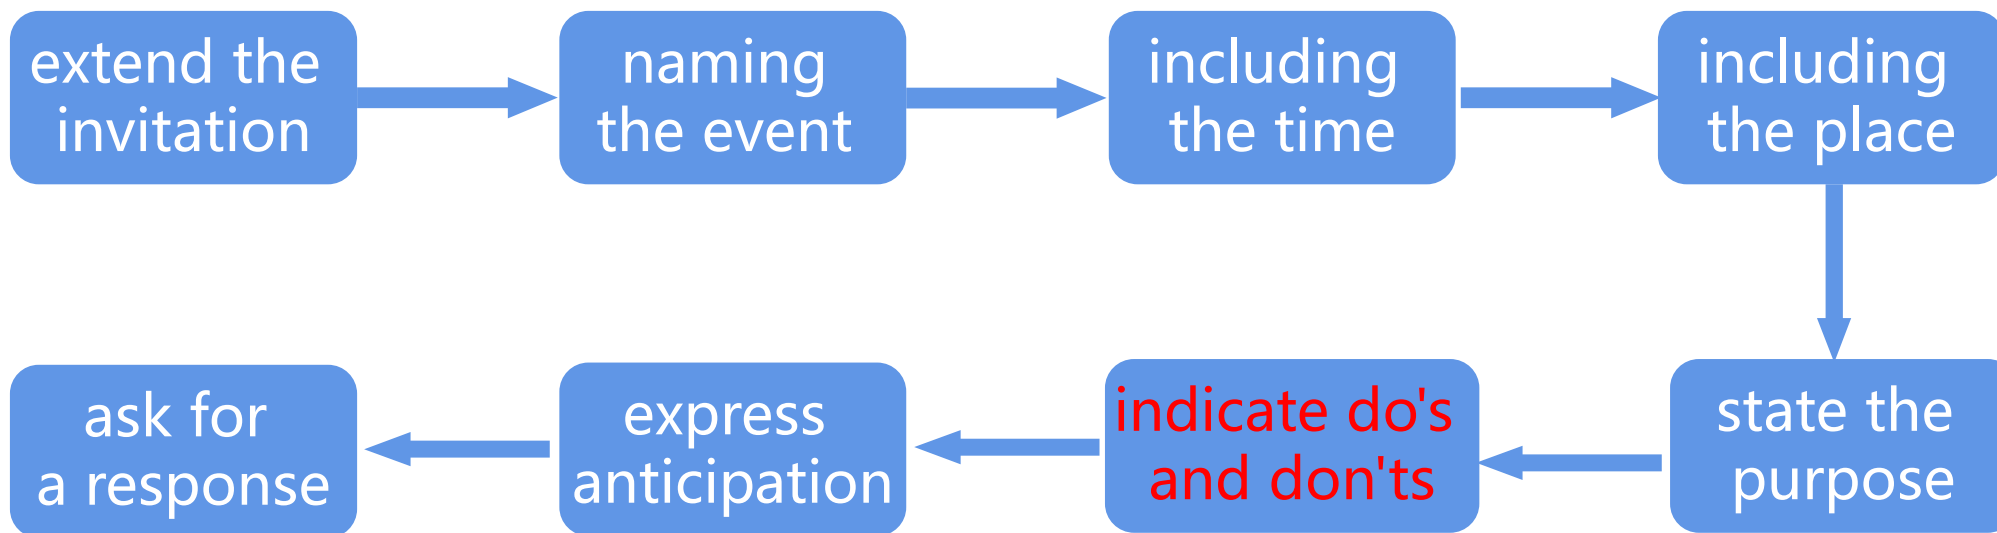 extend the
invitation
naming
the event
including
the time
including
the place
state the
purpose
indicate do's
and don'ts
express
anticipation
ask for
a response